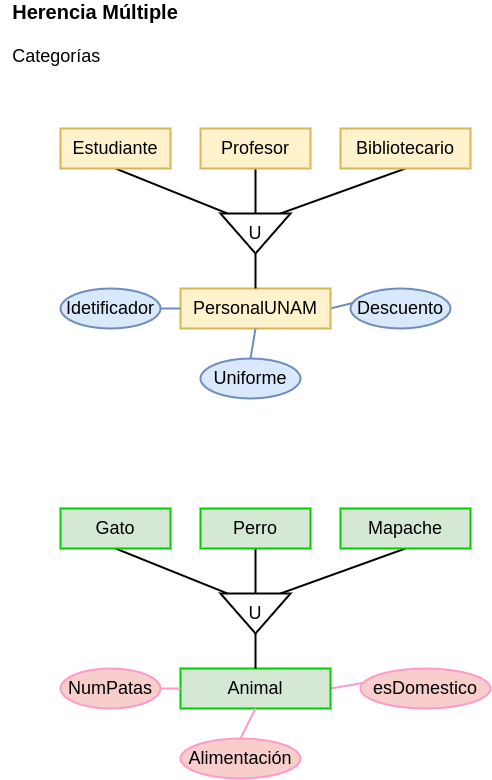 Herencia Múltiple
Categorías
Estudiante
Profesor
Bibliotecario
U
Idetificador
PersonalUNAM
Descuento
Uniforme
Gato
Perro
Mapache
U
NumPatas
Animal
esDomestico
Alimentación